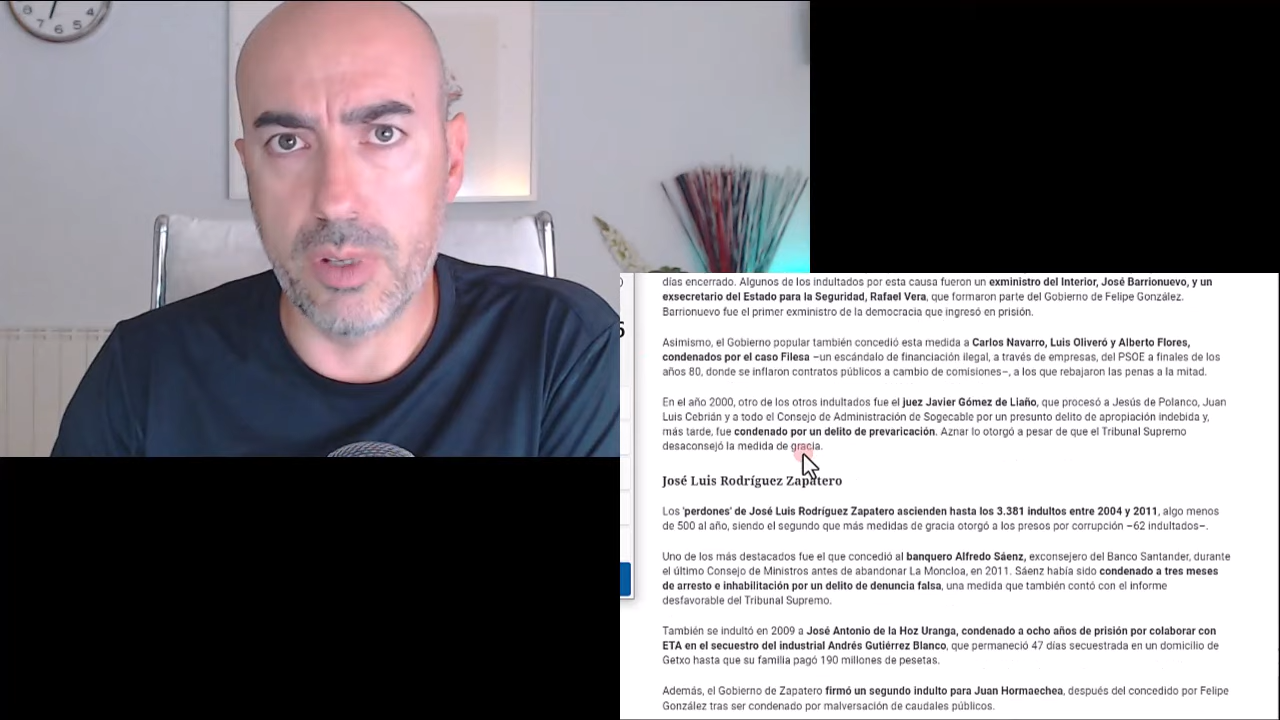 8
7
6
5
4
0
6
días encerrado. Algunos de los indultados por esta causa fueron un exministro del Interior, José Barrionuevo, y un
exsecretario del Estado para la Seguridad, Rafael Vera, que formaron parte del Gobierno de Felipe González.
Barrionuevo fue el primer exministro de la democracia que ingresó en prisión.
Asimismo, el Gobierno popular también concedió esta medida a Carlos Navarro, Luis Oliveró y Alberto Flores,
condenados por el caso Filesa –un escándalo de financiación ilegal, a través de empresas, del PSOE a finales de los
años 80, donde se inflaron contratos públicos a cambio de comisiones–, a los que rebajaron las penas a la mitad.
En el año 2000, otro de los otros indultados fue el juez Javier Gómez de Liaño, que procesó a Jesús de Polanco, Juan
Luis Cebrián y a todo el Consejo de Administración de Sogecable por un presunto delito de apropiación indebida y,
más tarde, fue condenado por un delito de prevaricación. Aznar lo otorgó a pesar de que el Tribunal Supremo
desaconsejó la medida de gracia.
José Luis Rodríguez Zapatero
Los 'perdones' de José Luis Rodríguez Zapatero ascienden hasta los 3.381 indultos entre 2004 y 2011, algo menos
de 500 al año, siendo el segundo que más medidas de gracia otorgó a los presos por corrupción –62 indultados–.
Uno de los más destacados fue el que concedió al banquero Alfredo Sáenz, exconsejero del Banco Santander, durante
el último Consejo de Ministros antes de abandonar La Moncloa, en 2011. Sáenz había sido condenado a tres meses
de arresto e inhabilitación por un delito de denuncia falsa, una medida que también contó con el informe
desfavorable del Tribunal Supremo.
También se indultó en 2009 a José Antonio de la Hoz Uranga, condenado a ocho años de prisión por colaborar con
ETA en el secuestro del industrial Andrés Gutiérrez Blanco, que permaneció 47 días secuestrada en un domicilio de
Getxo hasta que su familia pagó 190 millones de pesetas.
Además, el Gobierno de Zapatero firmó un segundo indulto para Juan Hormaechea, después del concedido por Felipe
González tras ser condenado por malversación de caudales públicos.